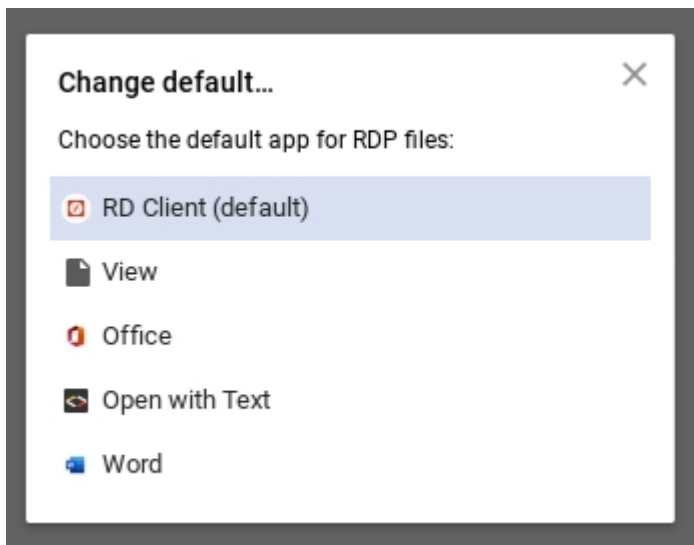 Change default...
Choose the default app for RDP files:
RD Client (default)
View
Office
Open with Text
Word